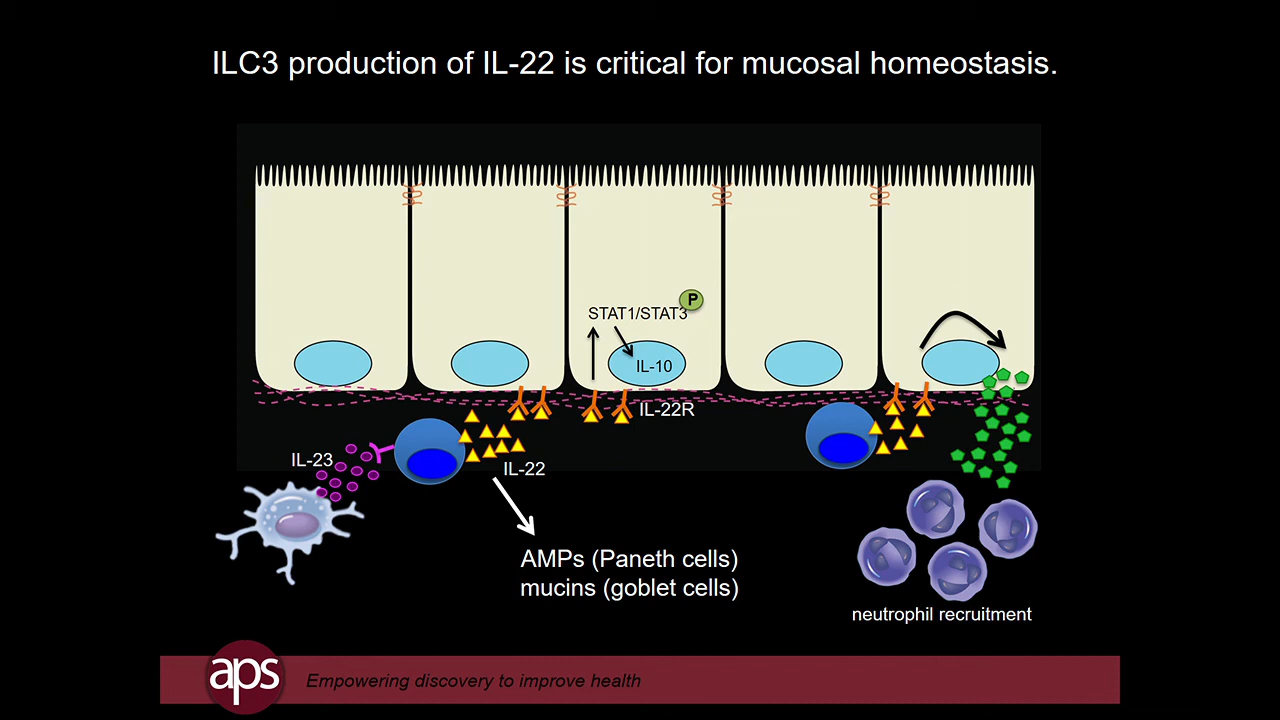 ILC3 production of IL-22 is critical for mucosal homeostasis.
P
STAT1/STAT3
IL-10
IL-22R
IL-23
IL-22
AMPs (Paneth cells)
mucins (goblet cells)
neutrophil recruitment
aps
Empowering discovery to improve health